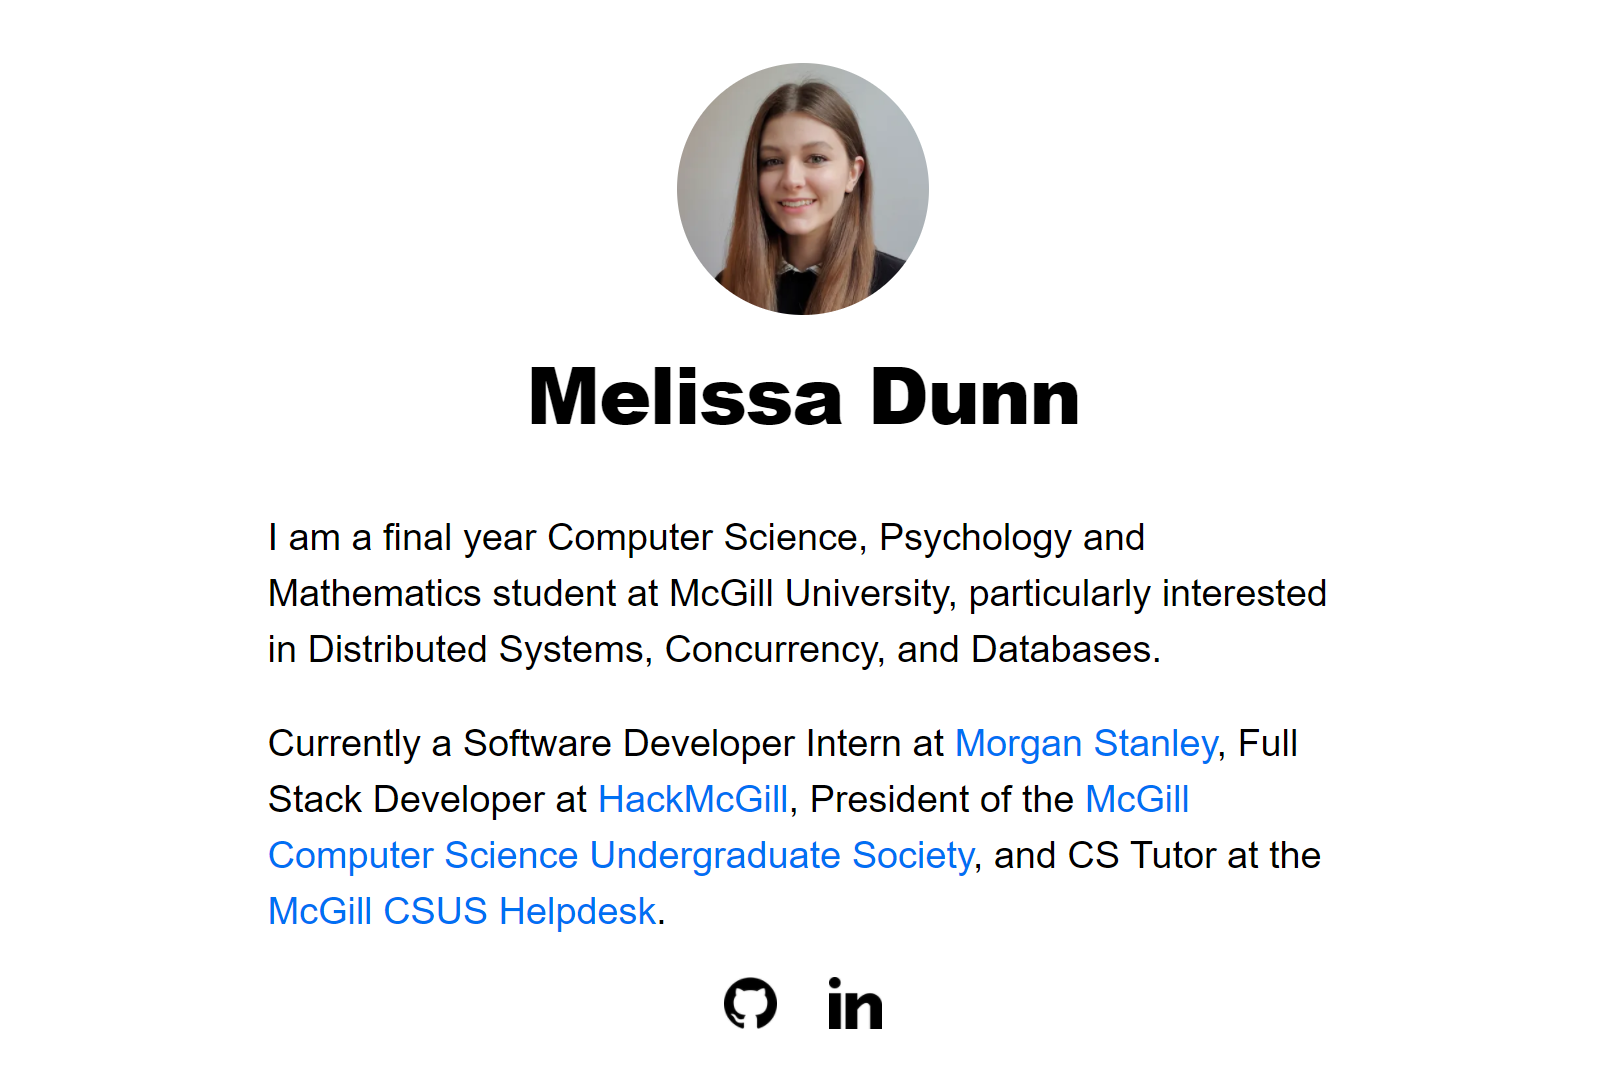 Melissa Dunn
I am a final year Computer Science, Psychology and
Mathematics student at McGill University, particularly interested
in Distributed Systems, Concurrency, and Databases.
Currently a Software Developer Intern at Morgan Stanley, Full
Stack Developer at HackMcGill, President of the McGill
Computer Science Undergraduate Society, and CS Tutor at the
McGill CSUS Helpdesk.
in